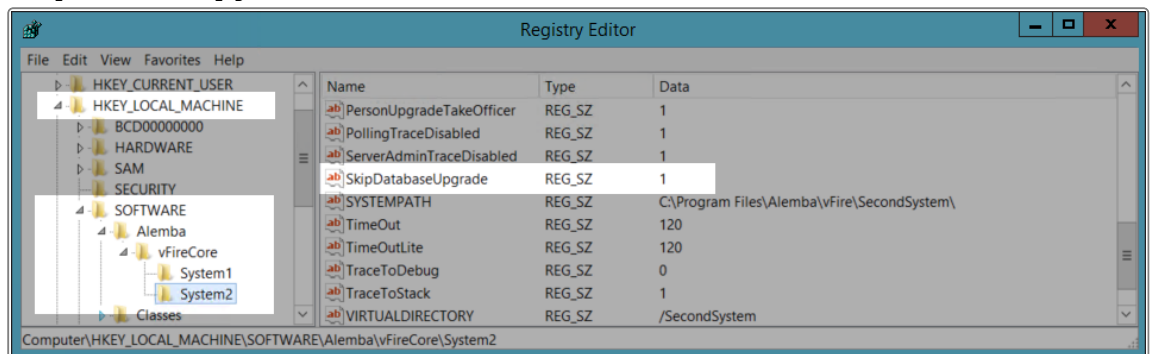 Registry Editor
File Edit View Favorites Help
HKEY_CURRENT_USER
HKEY_LOCAL_MACHINE
BCD00000000
HARDWARE
SAM
SECURITY
SOFTWARE
Alemba
vFireCore
System1
System2
Classes
Name Type Data
PersonUpgradeTakeOfficer REG_SZ 1
PollingTraceDisabled REG_SZ 1
ServerAdminTraceDisabled REG_SZ 1
SkipDatabaseUpgrade REG_SZ 1
SYSTEMPATH REG_SZ C:\Program Files\Alemba\vFire\SecondSystem\
TimeOut REG_SZ 120
TimeOutLite REG_SZ 120
TraceToDebug REG_SZ 0
TraceToStack REG_SZ 1
VIRTUALDIRECTORY REG_SZ /SecondSystem
Computer\HKEY_LOCAL_MACHINE\SOFTWARE\Alemba\vFireCore\System2